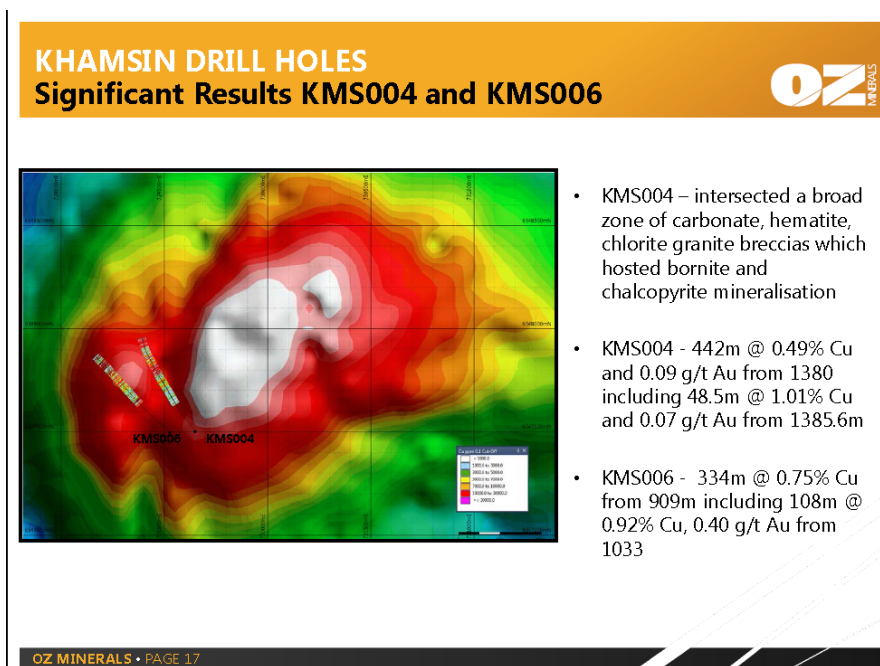 KHAMSIN DRILL HOLES
Significant Results KMS004 and KMS006
OZ
MINERALS
• KMS004 – intersected a broad
zone of carbonate, hematite,
chlorite granite breccias which
hosted bornite and
chalcopyrite mineralisation
• KMS004 - 442m @ 0.49% Cu
and 0.09 g/t Au from 1380
including 48.5m @ 1.01% Cu
and 0.07 g/t Au from 1385.6m
• KMS006 - 334m @ 0.75% Cu
from 909m including 108m @
0.92% Cu, 0.40 g/t Au from
1033
KMS006
KMS004
OZ MINERALS • PAGE 17